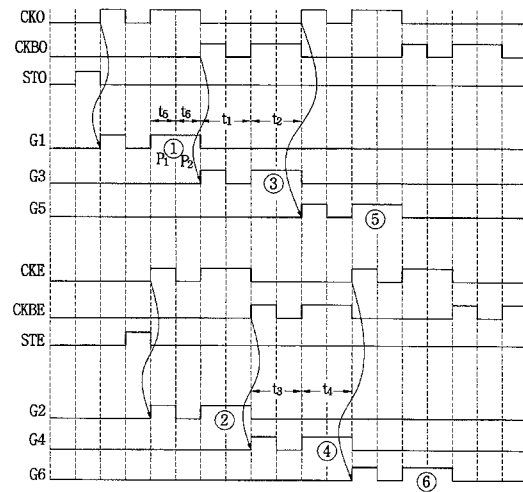 CKO
CKBO
STO
t5 t6 t1 t2
G1 ①
P1 P2
G3 ③
G5 ⑤
CKE
CKBE
STE
t3 t4
G2 ②
G4 ④
G6 ⑥